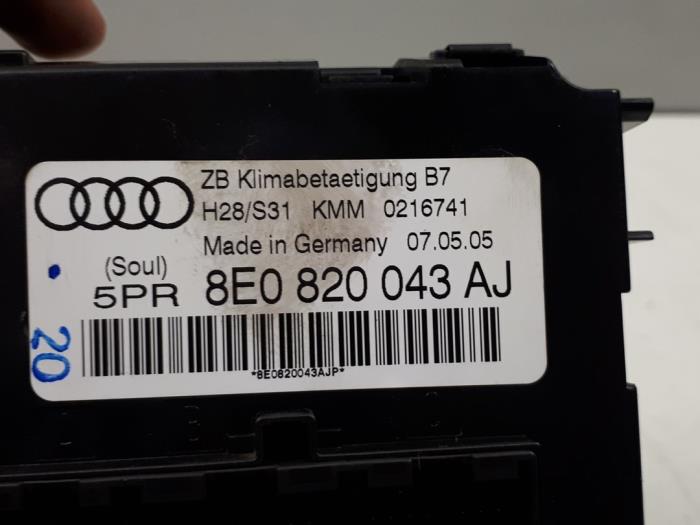 ZB Klimabetaetigung B7
H28/S31 KMM 0216741
Made in Germany 07.05.05
(Soul)
5PR 8E0 820 043 AJ
*8E0820043AJP*
20